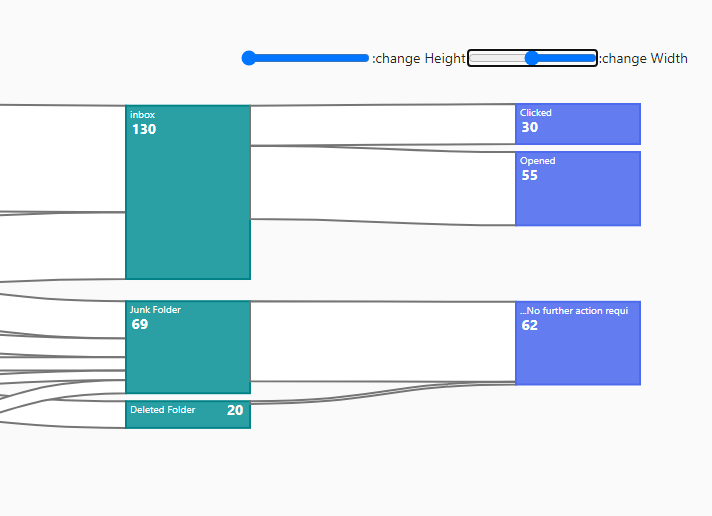 :change Height :change Width
inbox
130
Clicked
30
Opened
55
Junk Folder
69
...No further action requi
62
Deleted Folder 20